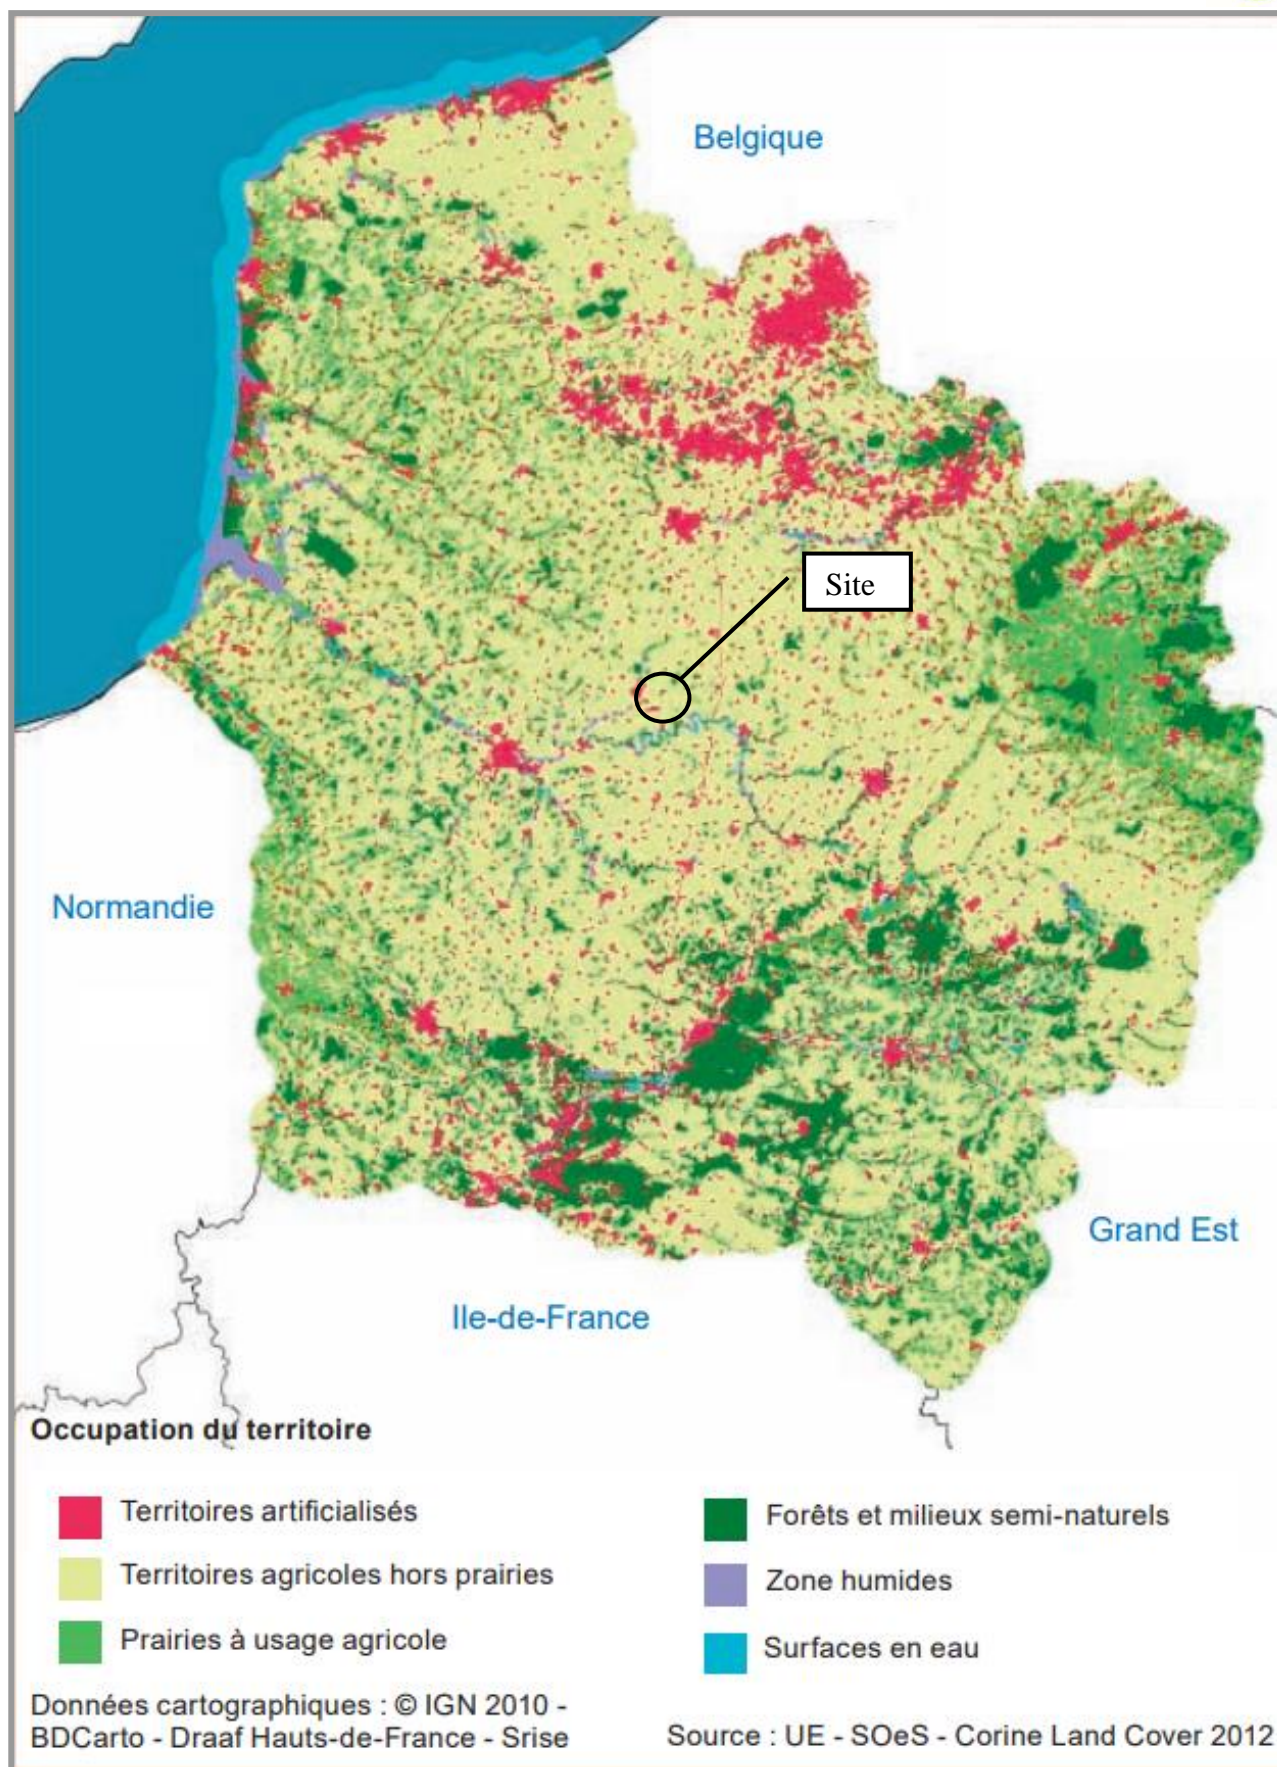 Belgique
Site
Normandie
Grand Est
Ile-de-France
Occupation du territoire
Territoires artificialisés
Territoires agricoles hors prairies
Prairies à usage agricole
Forêts et milieux semi-naturels
Zone humides
Surfaces en eau
Données cartographiques : © IGN 2010 -
BDCarto - Draaf Hauts-de-France - Srise
Source : UE - SOeS - Corine Land Cover 2012